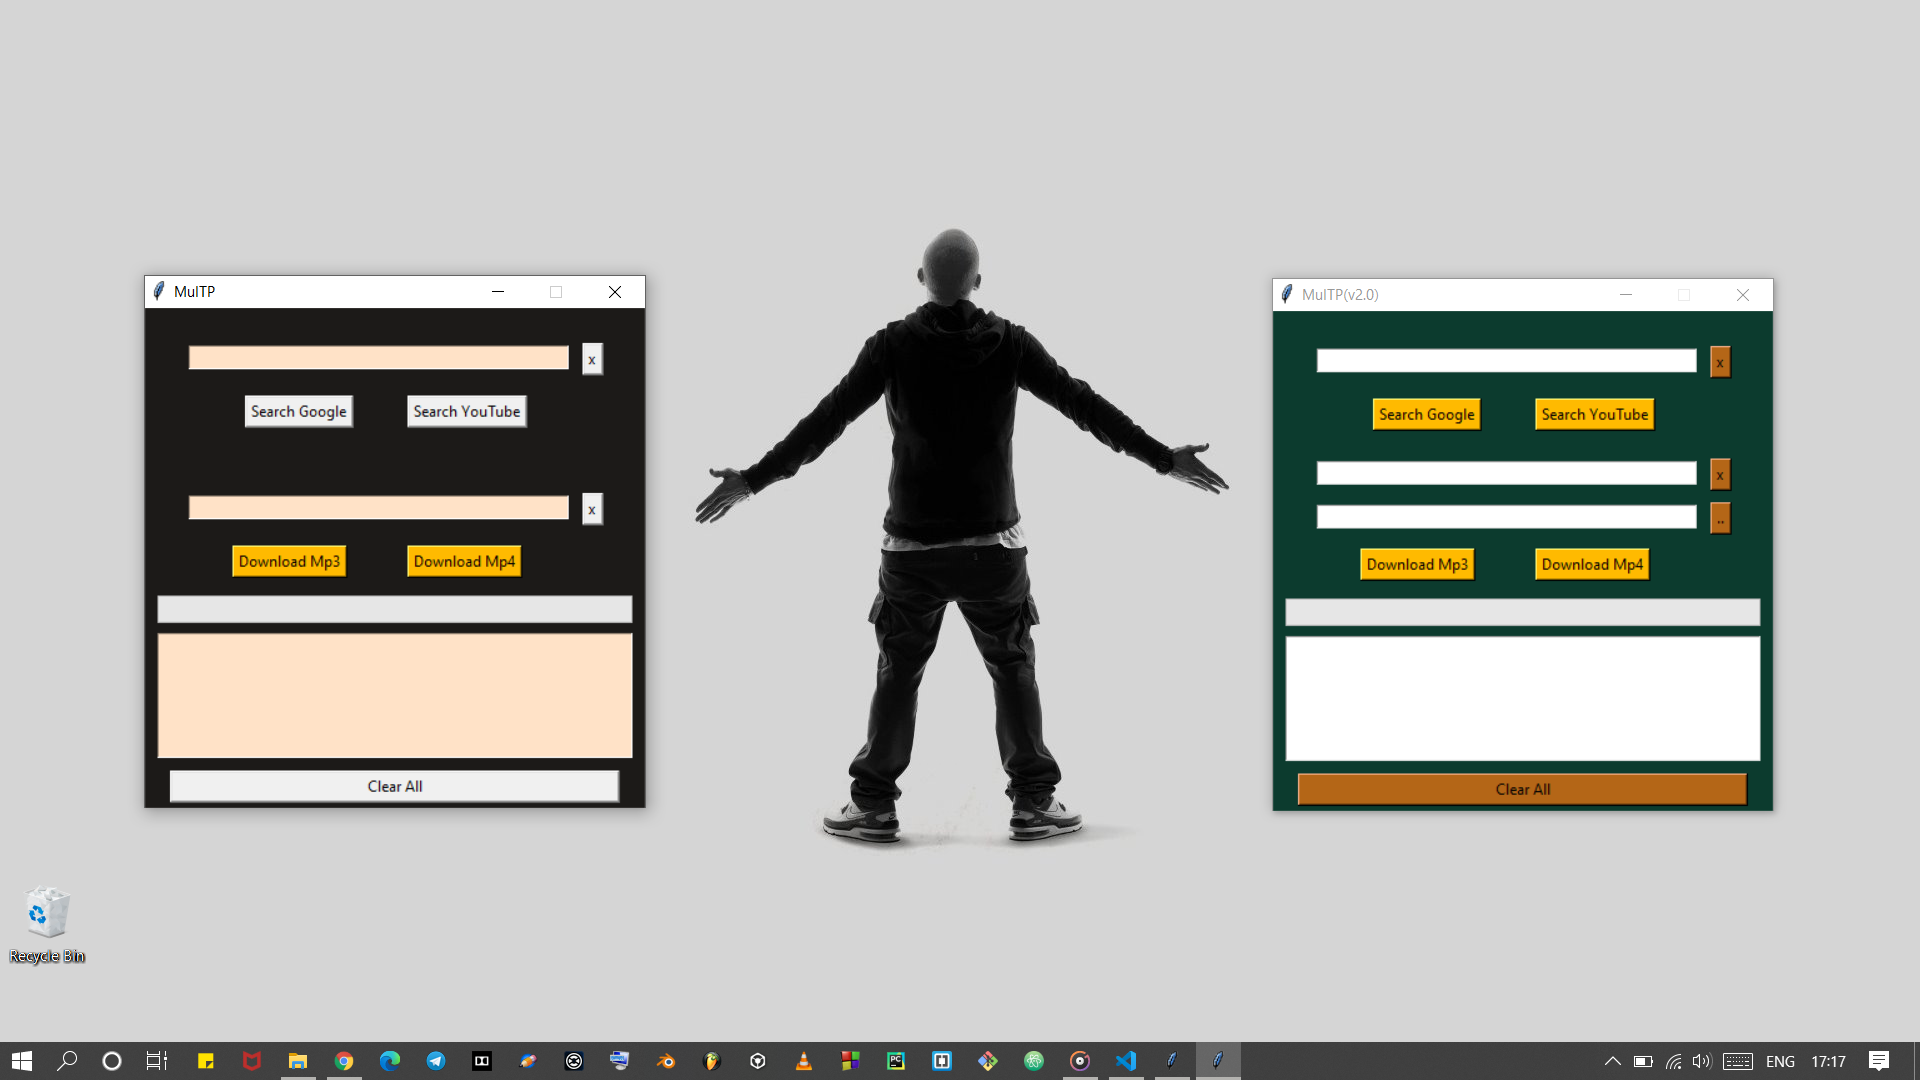 MulTP
x
Search Google Search YouTube
x
Download Mp3 Download Mp4
Clear All
MulTP(v2.0)
x
Search Google Search YouTube
x
..
Download Mp3 Download Mp4
Clear All
Recycle Bin
ENG 17:17